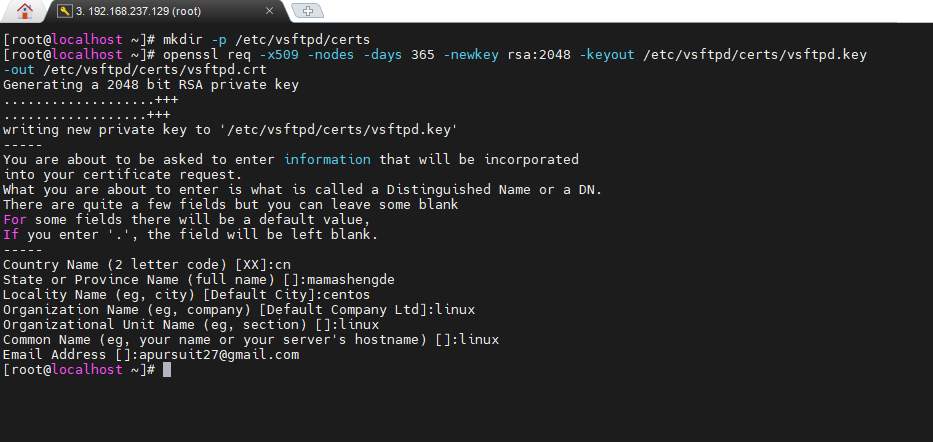 3. 192.168.237.129 (root)
[root@localhost ~]# mkdir -p /etc/vsftpd/certs
[root@localhost ~]# openssl req -x509 -nodes -days 365 -newkey rsa:2048 -keyout /etc/vsftpd/certs/vsftpd.key
-out /etc/vsftpd/certs/vsftpd.crt
Generating a 2048 bit RSA private key
...................+++
..................+++
writing new private key to '/etc/vsftpd/certs/vsftpd.key'
-----
You are about to be asked to enter information that will be incorporated
into your certificate request.
What you are about to enter is what is called a Distinguished Name or a DN.
There are quite a few fields but you can leave some blank
For some fields there will be a default value,
If you enter '.', the field will be left blank.
-----
Country Name (2 letter code) [XX]:cn
State or Province Name (full name) []:mamashengde
Locality Name (eg, city) [Default City]:centos
Organization Name (eg, company) [Default Company Ltd]:linux
Organizational Unit Name (eg, section) []:linux
Common Name (eg, your name or your server's hostname) []:linux
Email Address []:apursuit27@gmail.com
[root@localhost ~]#